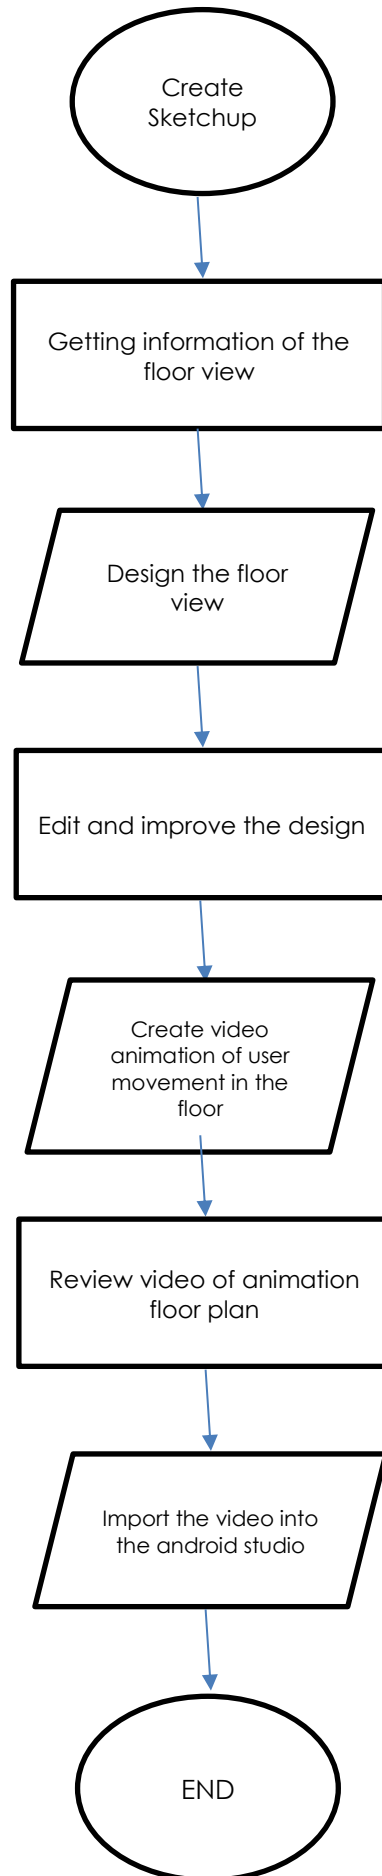 Create
Sketchup
Getting information of the
floor view
Design the floor
view
Edit and improve the design
Create video
animation of user
movement in the
floor
Review video of animation
floor plan
Import the video into
the android studio
END